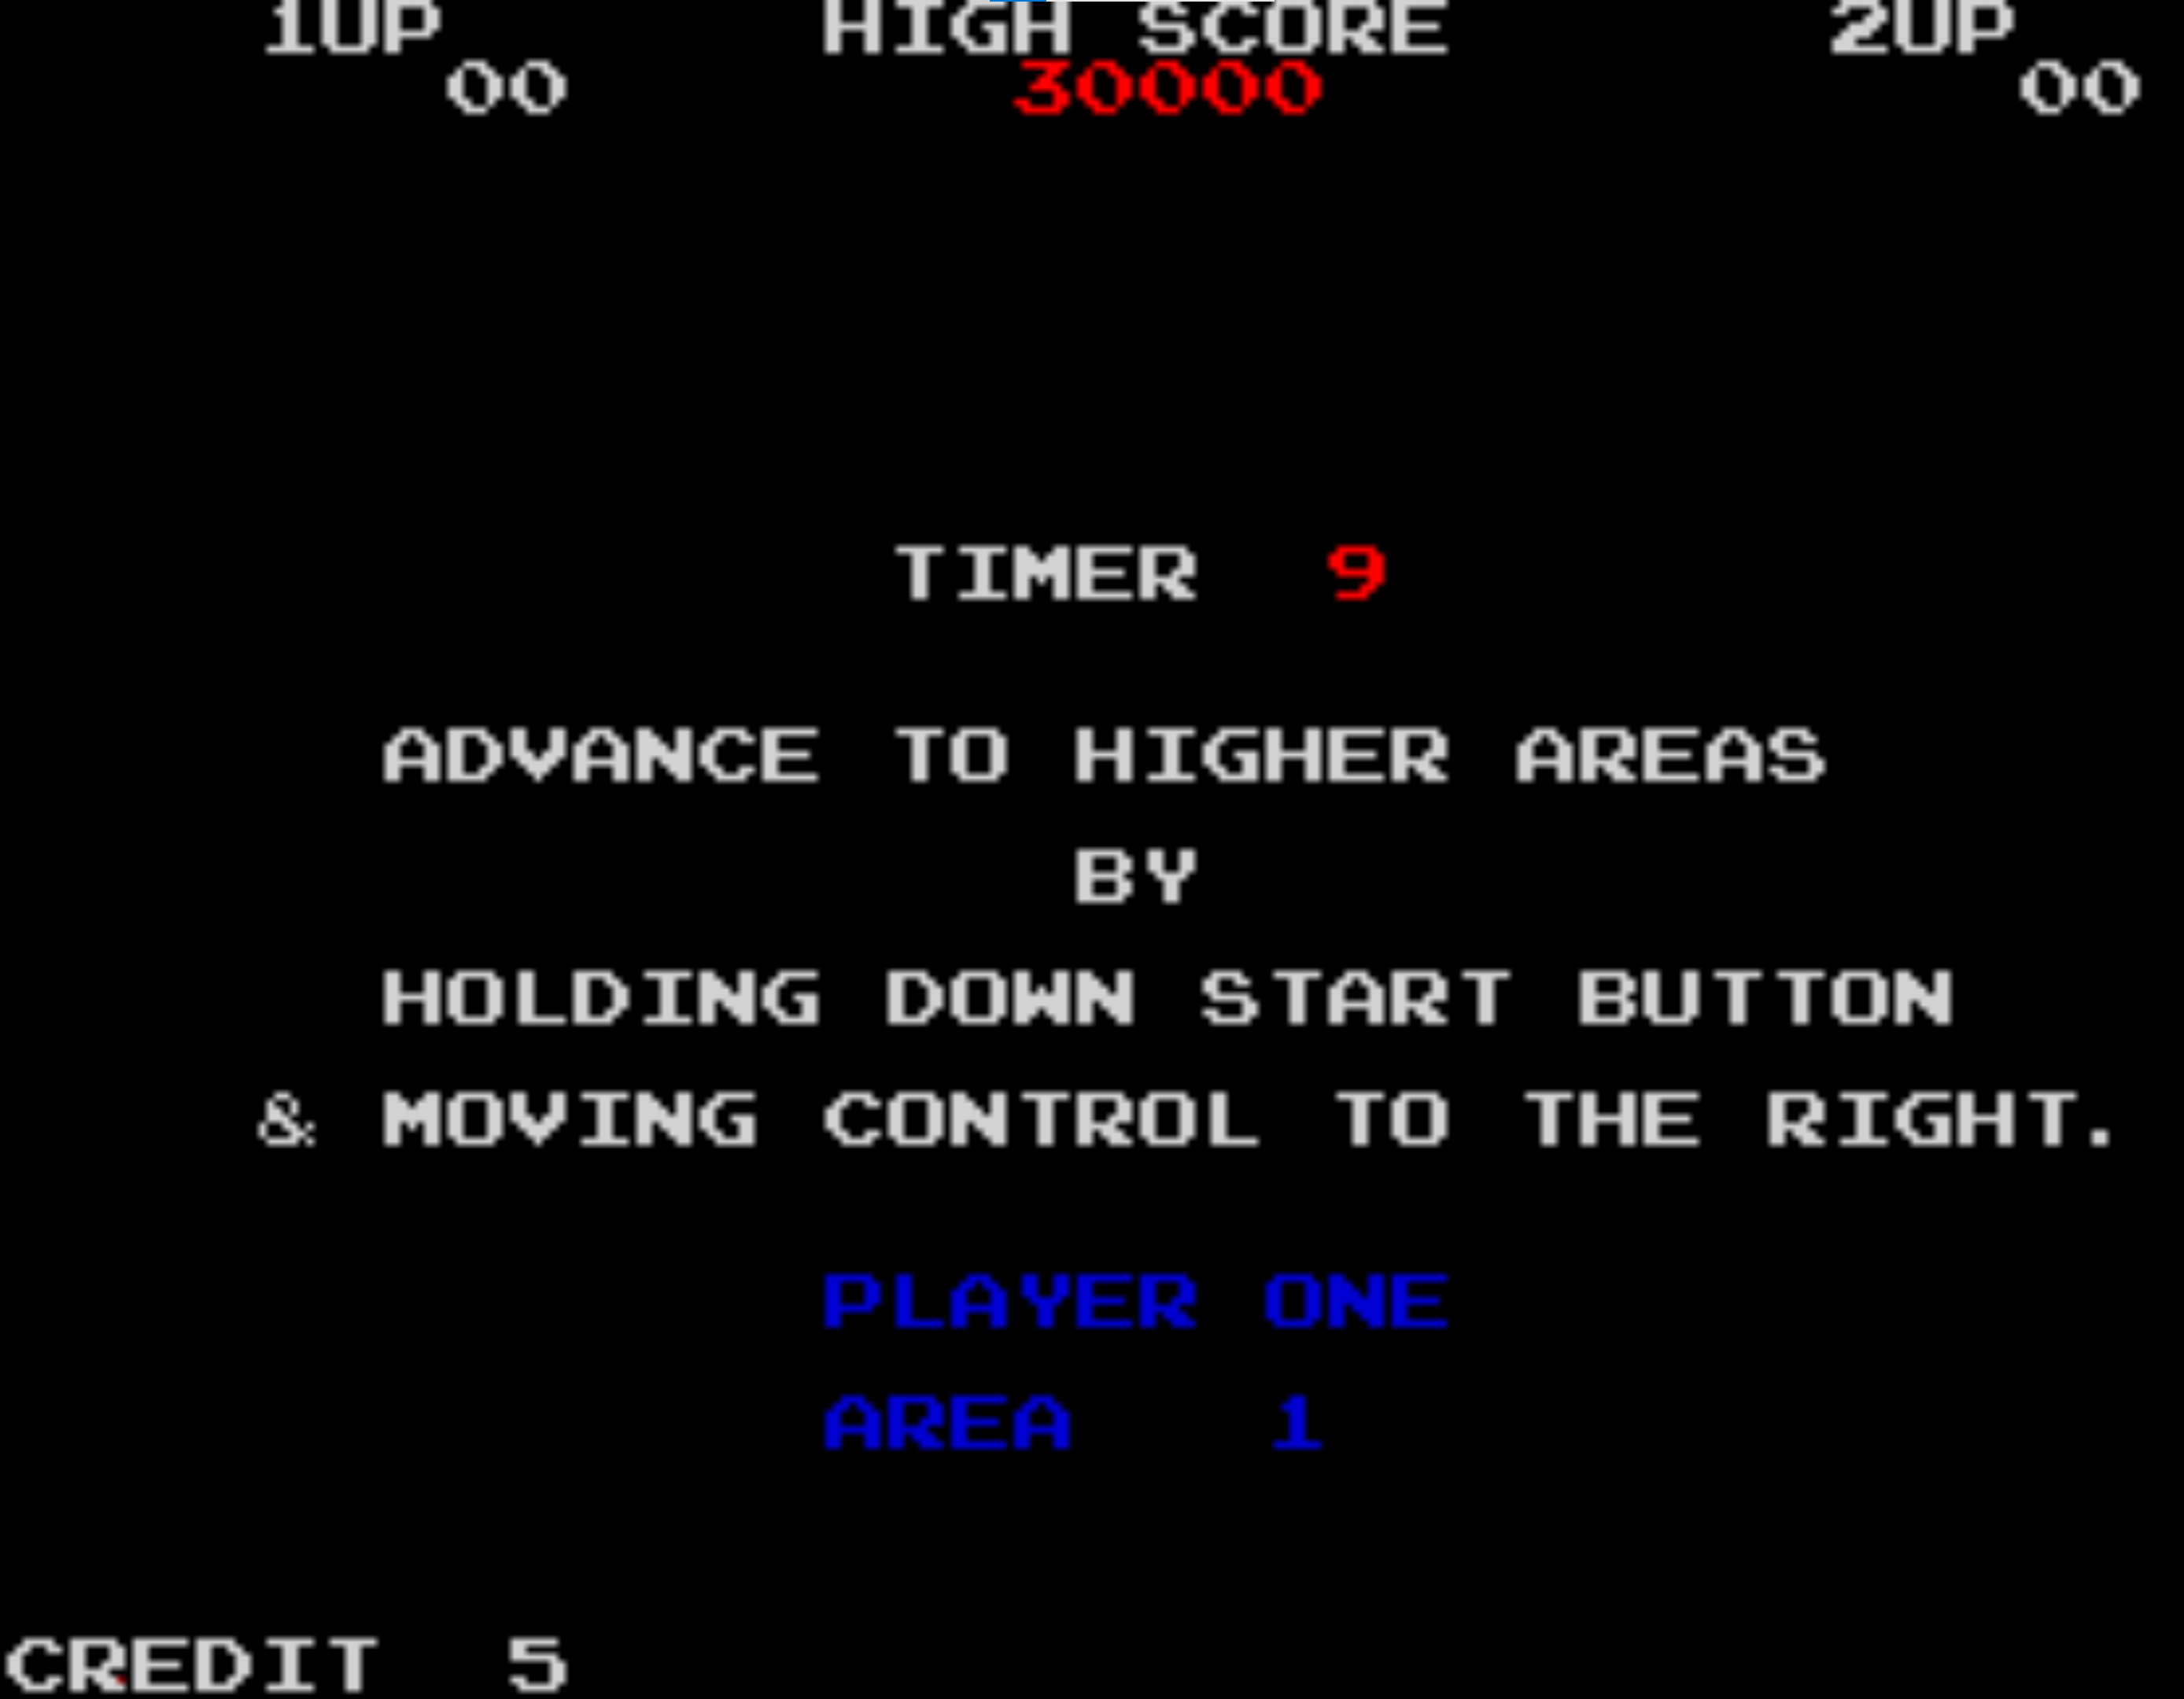 1UP HIGH SCORE 2UP
00 30000 00
TIMER 9
ADVANCE TO HIGHER AREAS
BY
HOLDING DOWN START BUTTON
& MOVING CONTROL TO THE RIGHT.
PLAYER ONE
AREA 1
CREDIT 5